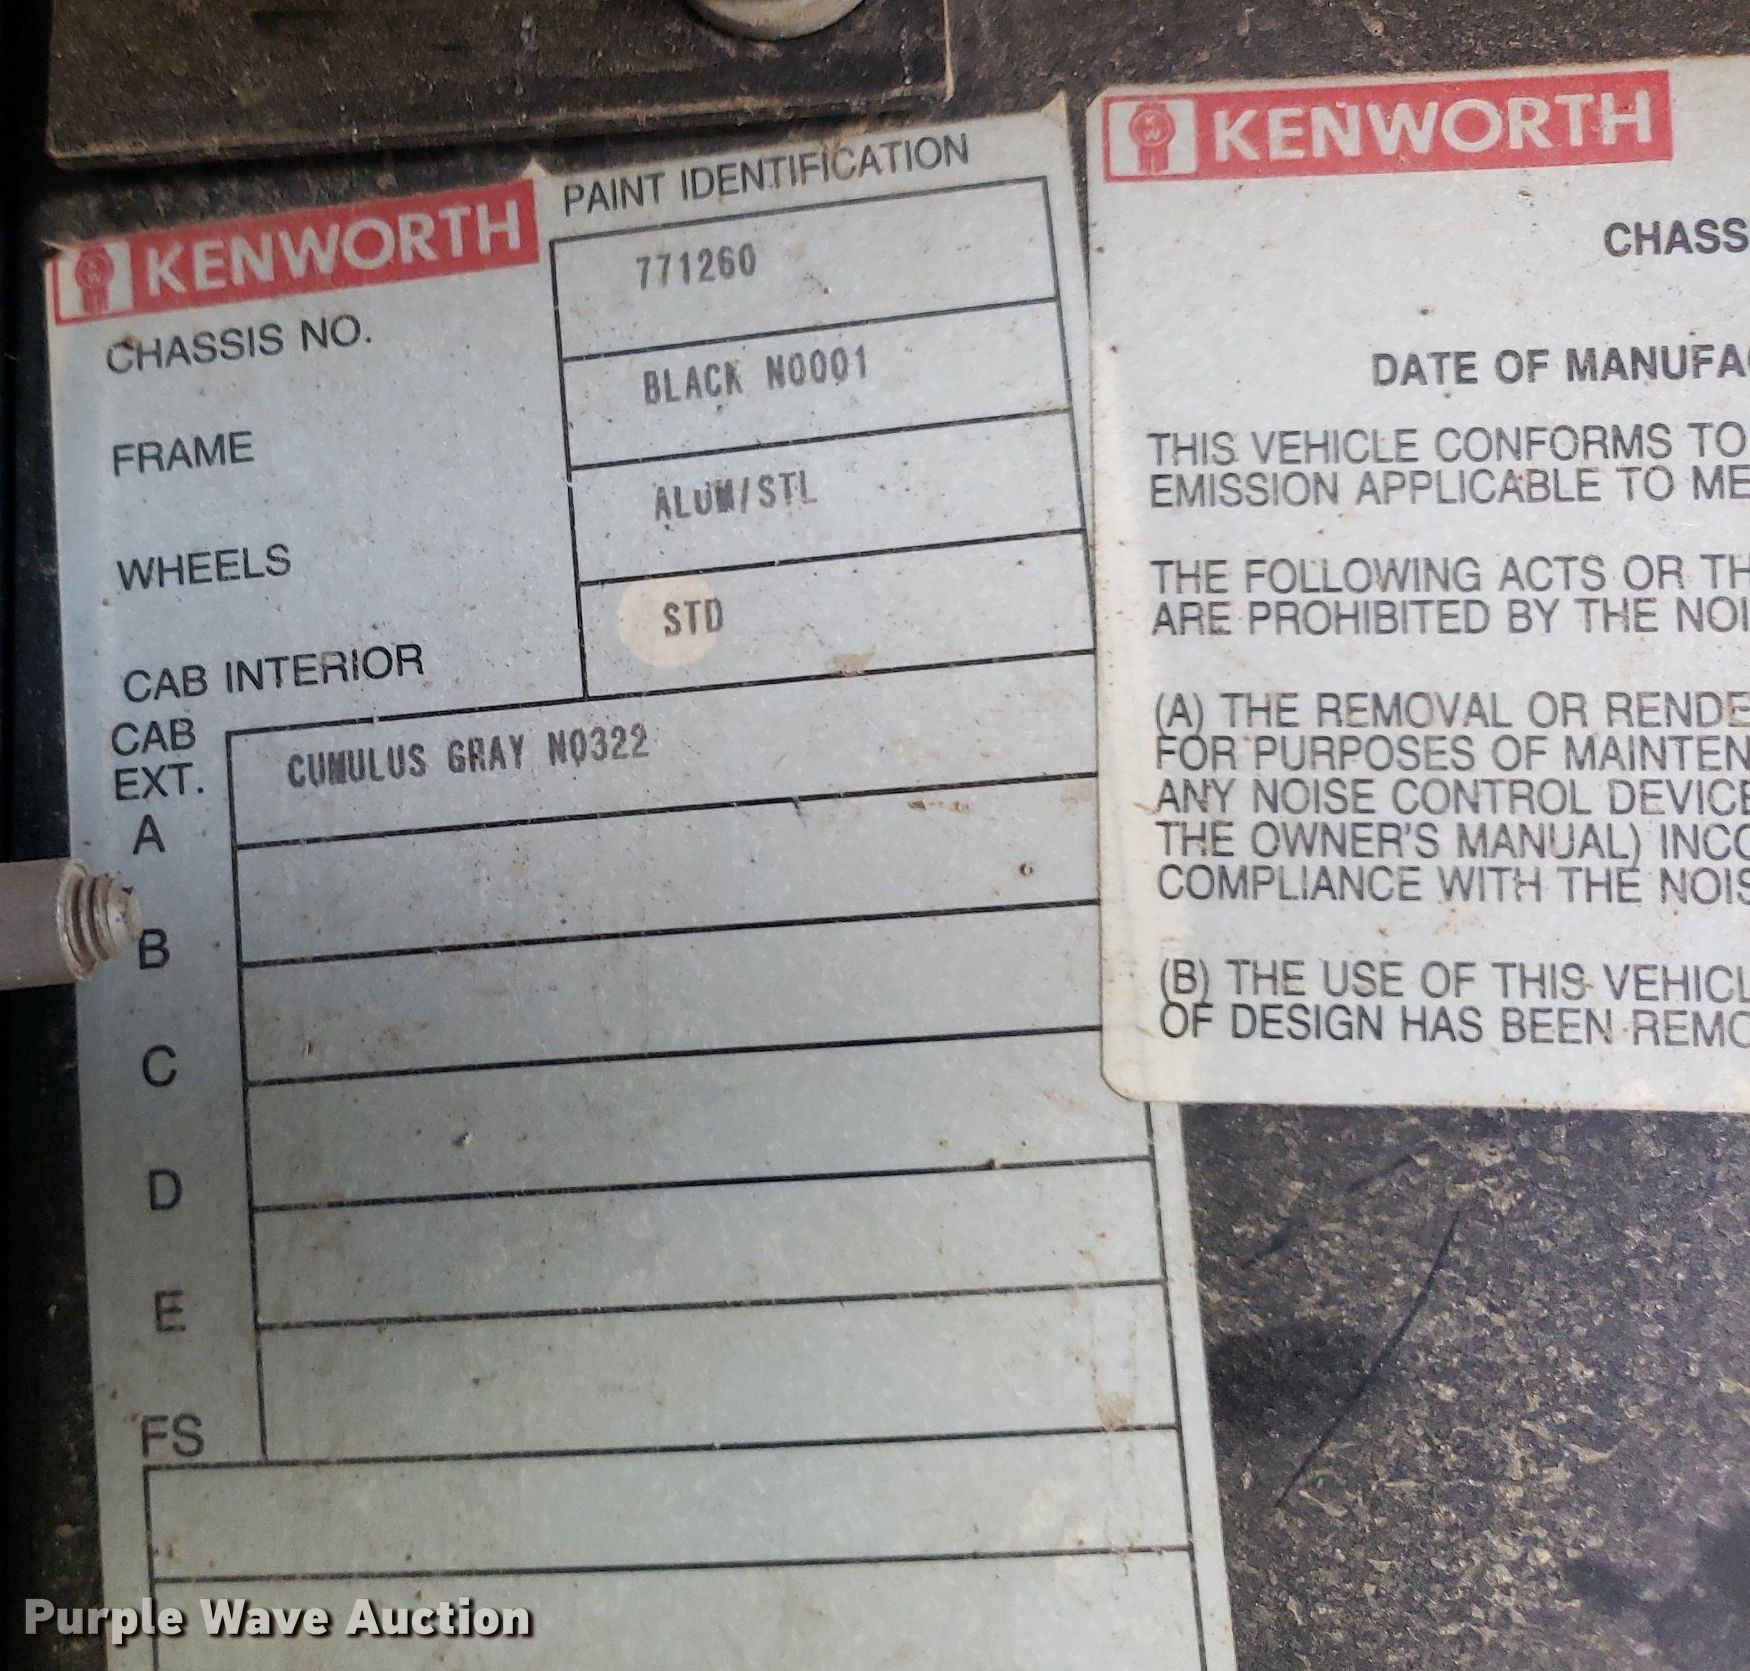 KENWORTH
PAINT IDENTIFICATION
CHASSIS NO.
771260
FRAME
BLACK N0001
WHEELS
ALUM/STL
CAB INTERIOR
STD
CAB
EXT.
A
CUMULUS GRAY N0322
B
C
D
E
FS
KENWORTH
CHASS
DATE OF MANUFA
THIS VEHICLE CONFORMS TO
EMISSION APPLICABLE TO ME
THE FOLLOWING ACTS OR TH
ARE PROHIBITED BY THE NOI
(A) THE REMOVAL OR RENDE
FOR PURPOSES OF MAINTEN
ANY NOISE CONTROL DEVICE
THE OWNER'S MANUAL) INCO
COMPLIANCE WITH THE NOIS
(B) THE USE OF THIS VEHICL
OF DESIGN HAS BEEN REMO
Purple Wave Auction